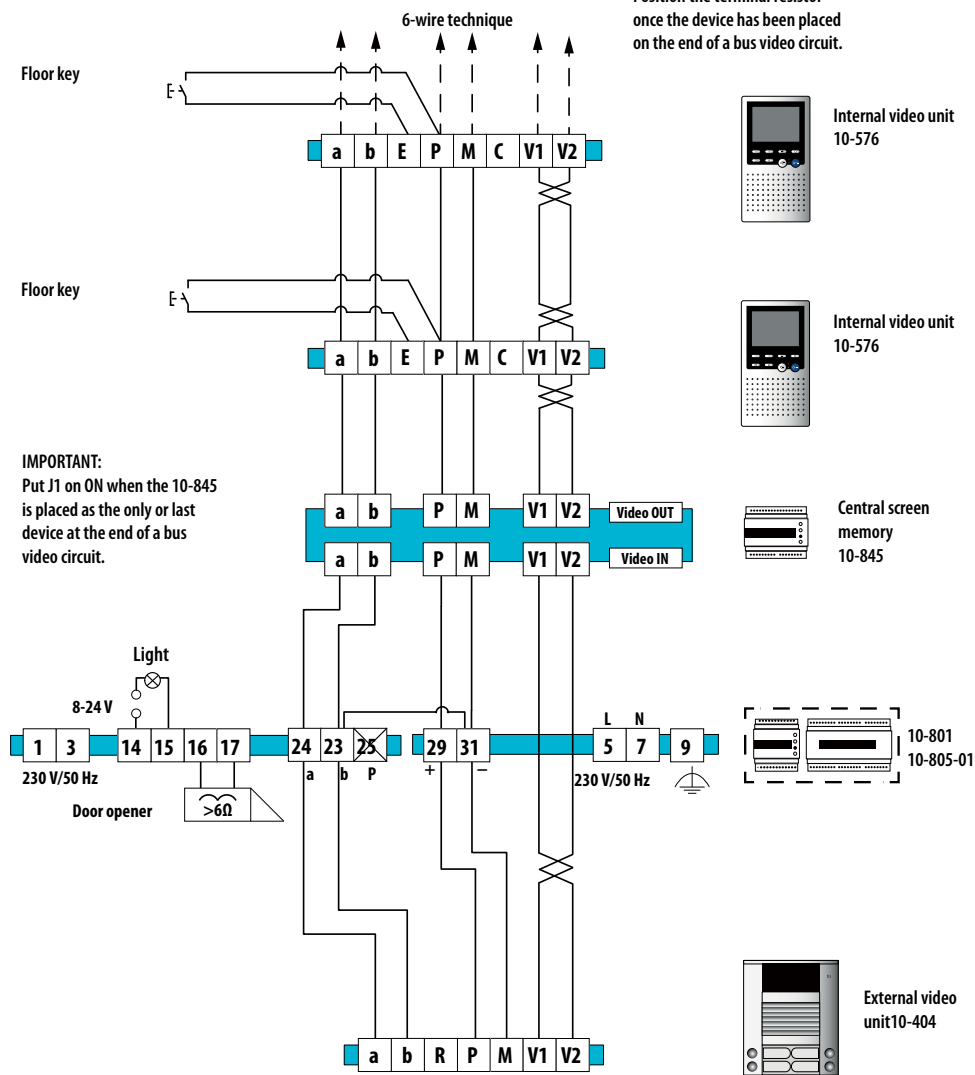 Position the terminal resistor
once the device has been placed
on the end of a bus video circuit.
6-wire technique
Floor key
a b E P M C V1 V2
Internal video unit
10-576
Floor key
a b E P M C V1 V2
Internal video unit
10-576
IMPORTANT:
Put J1 on ON when the 10-845
is placed as the only or last
device at the end of a bus
video circuit.
a b P M V1 V2 Video OUT
a b P M V1 V2 Video IN
Central screen
memory
10-845
Light
8-24 V
L N
1 3 14 15 16 17 24 23 25 29 31 5 7 9
a b P + −
230 V/50 Hz
230 V/50 Hz
Door opener
>6Ω
10-801
10-805-01
External video
unit10-404
a b R P M V1 V2